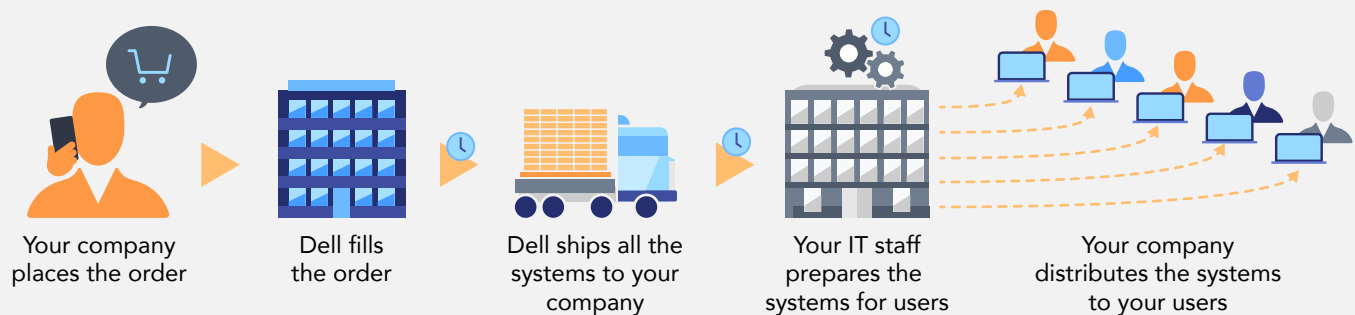 Your company
places the order
Dell fills
the order
Dell ships all the
systems to your
company
Your IT staff
prepares the
systems for users
Your company
distributes the systems
to your users